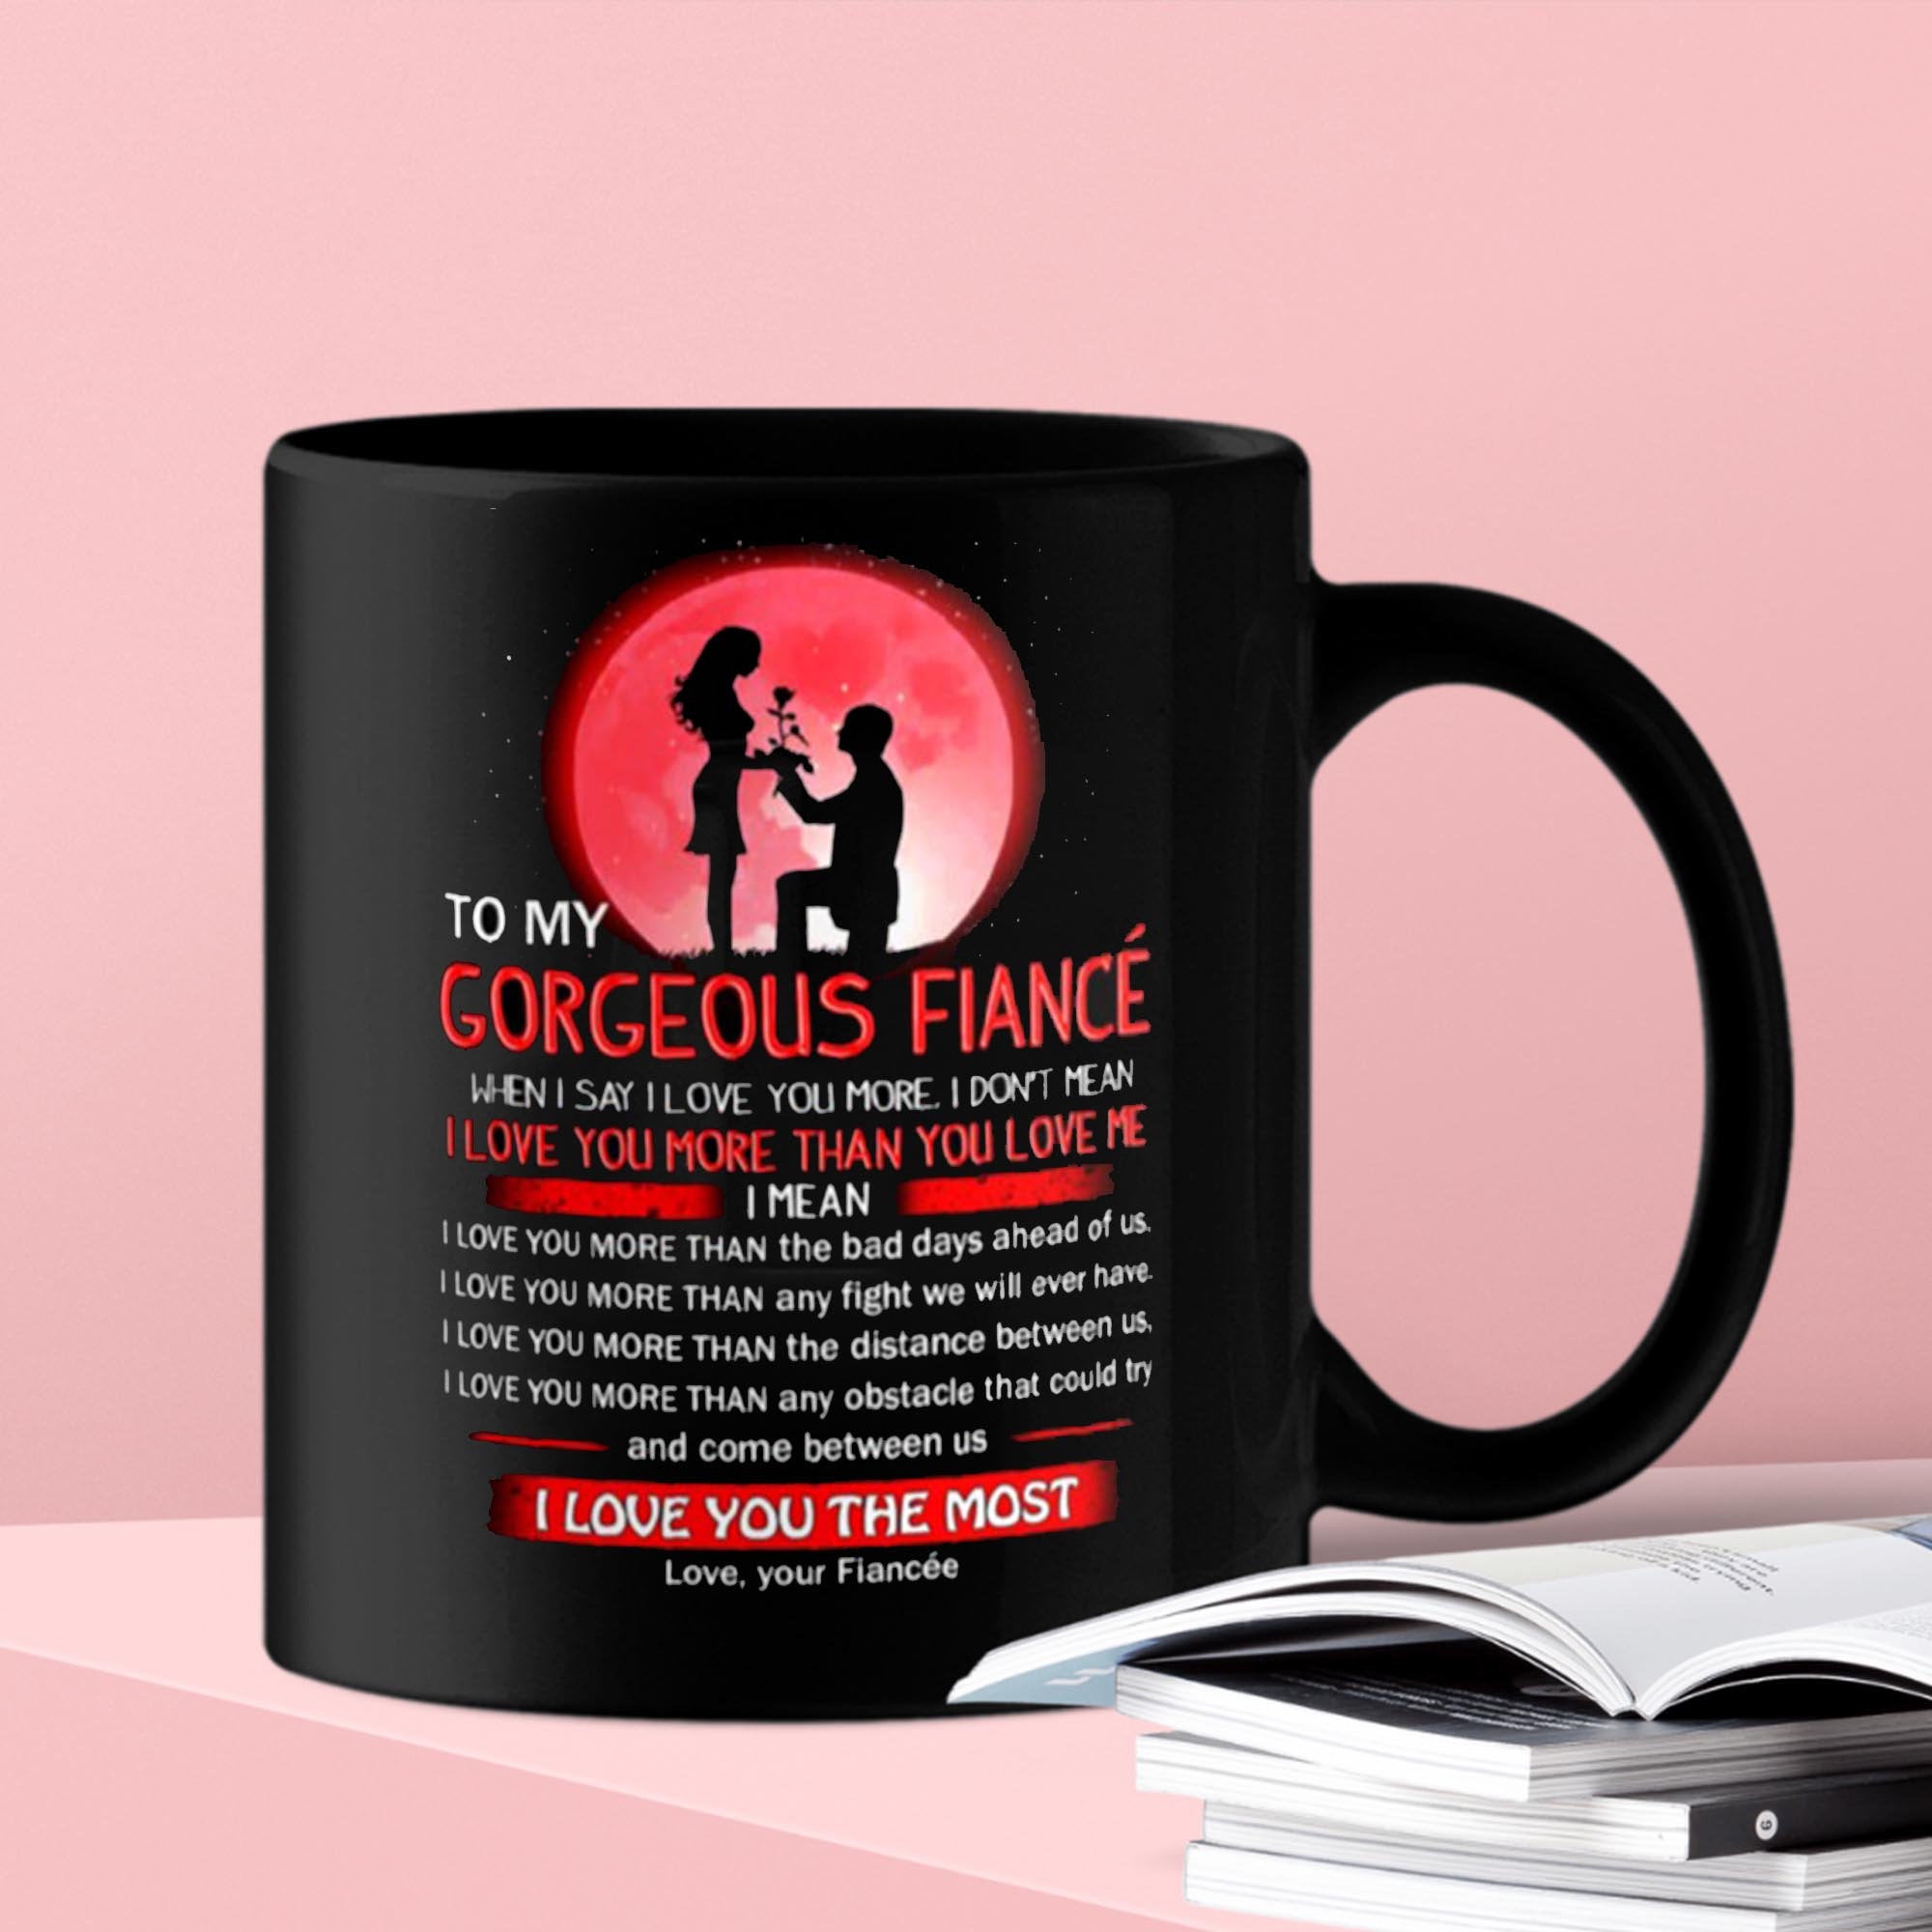 TO MY
GORGEOUS FIANCÉ
WHEN I SAY I LOVE YOU MORE. I DON'T MEAN
I LOVE YOU MORE THAN YOU LOVE ME
I MEAN
I LOVE YOU MORE THAN the bad days ahead of us.
I LOVE YOU MORE THAN any fight we will ever have.
I LOVE YOU MORE THAN the distance between us,
I LOVE YOU MORE THAN any obstacle that could try
and come between us
I LOVE YOU THE MOST
Love, your Fiancée